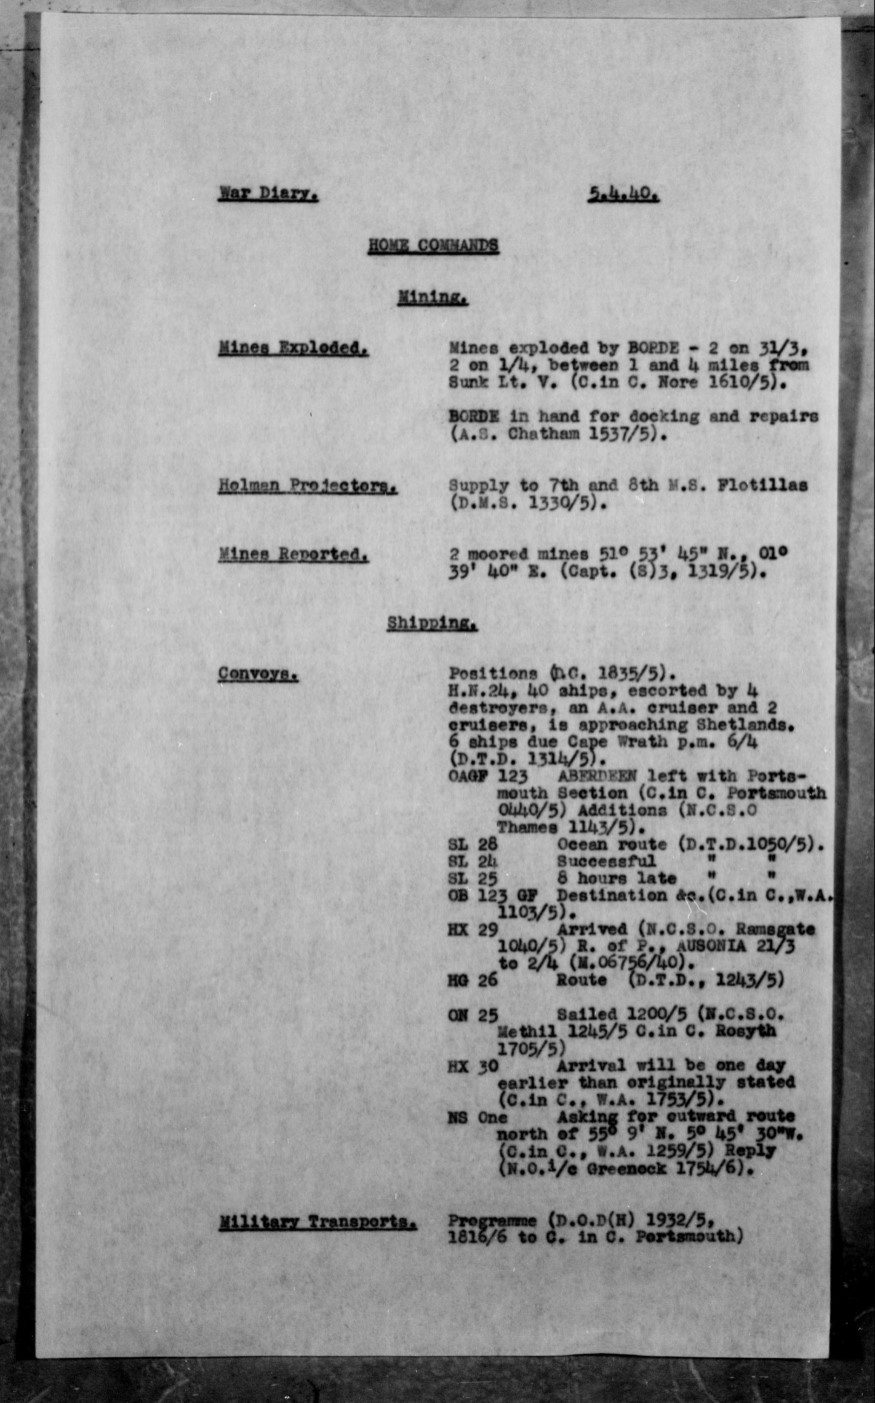 War Diary. 5.4.40.
HOME COMMANDS
Mining.
Mines Exploded. Mines exploded by BORDE - 2 on 31/3,
2 on 1/4, between 1 and 4 miles from
Sunk Lt. V. (C.in C. Nore 1610/5).
BORDE in hand for docking and repairs
(A.S. Chatham 1537/5).
Holman Projectors. Supply to 7th and 8th M.S. Flotillas
(D.M.S. 1330/5).
Mines Reported. 2 moored mines 51° 53' 45" N., 01°
39' 40" E. (Capt. (S)3, 1319/5).
Shipping.
Convoys. Positions ( C. 1835/5).
H.N.24, 40 ships, escorted by 4
destroyers, an A.A. cruiser and 2
cruisers, is approaching Shetlands.
6 ships due Cape Wrath p.m. 6/4
(D.T.D. 1314/5).
OAGF 123 ABERDEEN left with Ports-
mouth Section (C.in C. Portsmouth
0440/5) Additions (N.C.S.O
Thames 1143/5).
SL 28 Ocean route (D.T.D.1050/5).
SL 24 Successful " "
SL 25 8 hours late " "
OB 123 GF Destination &c.(C.in C.,W.A.
1103/5).
HX 29 Arrived (N.C.S.O. Ramsgate
1040/5) R. of P., AUSONIA 21/3
to 2/4 (M.06756/40).
HG 26 Route (D.T.D., 1243/5)
ON 25 Sailed 1200/5 (N.C.S.O.
Methil 1245/5 C.in C. Rosyth
1705/5)
HX 30 Arrival will be one day
earlier than originally stated
(C.in C., W.A. 1753/5).
NS One Asking for outward route
north of 55° 9' N. 5° 45' 30"W.
(C.in C., W.A. 1259/5) Reply
(N.O.i/c Greenock 1754/6).
Military Transports. Programme (D.O.D(H) 1932/5,
1816/6 to C. in C. Portsmouth)